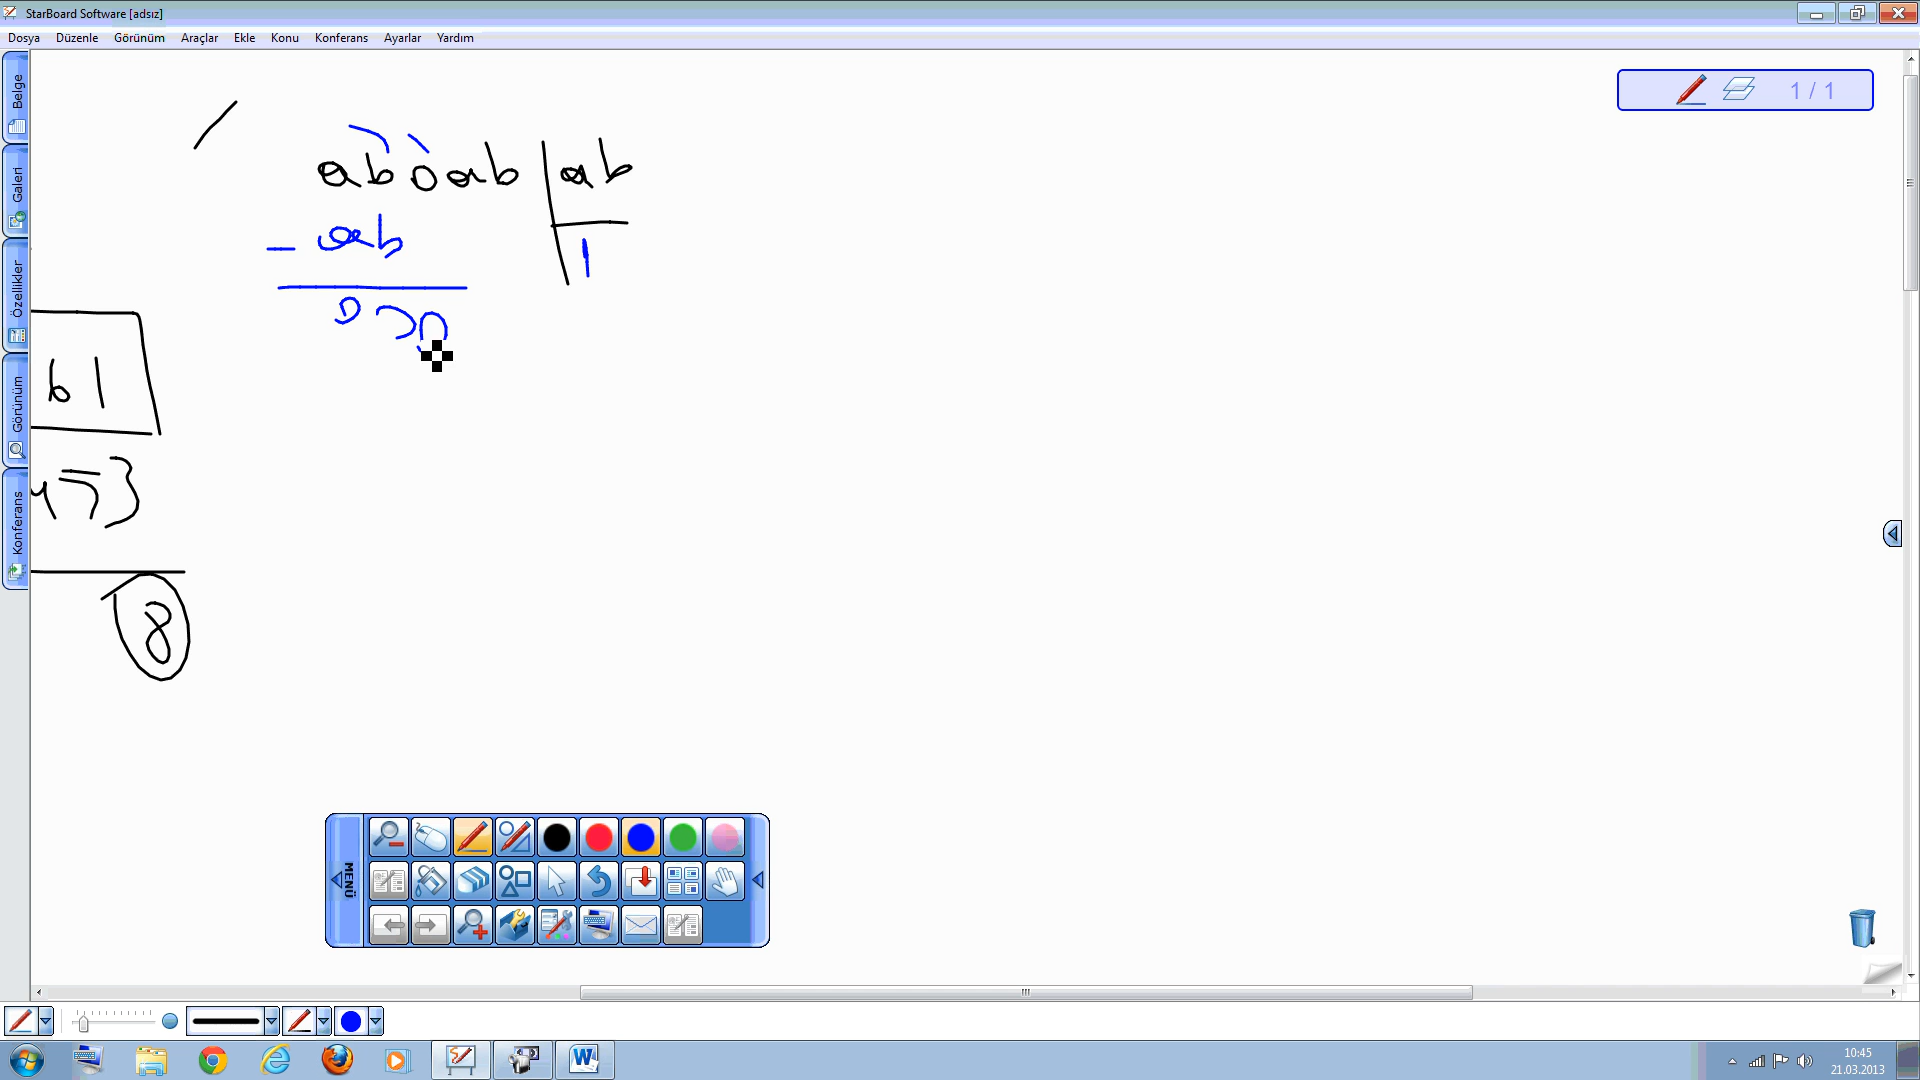 StarBoard Software [adsız]
Dosya Düzenle Görünüm Araçlar Ekle Konu Konferans Ayarlar Yardım
Belge
Galeri
Özellikler
Görünüm
Konferans
1 / 1
ab0ab ab
- ab
1
0
b1
8
MENÜ
10:45
21.03.2013